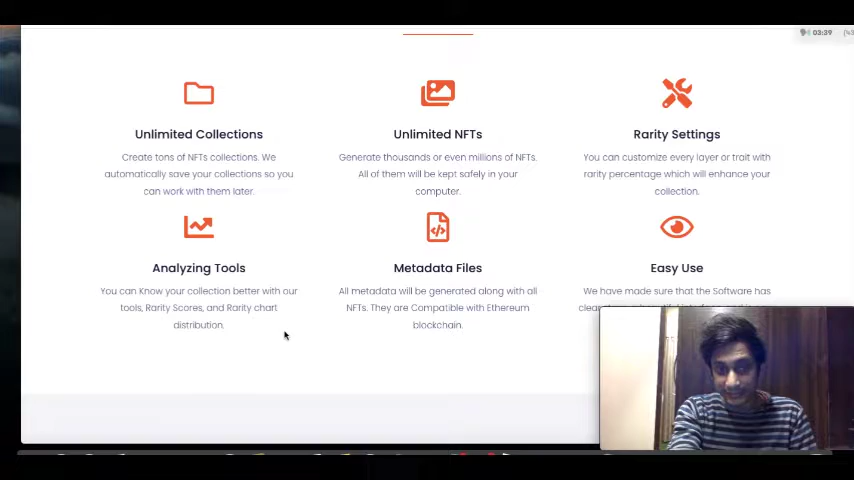 03:39
Unlimited Collections
Create tons of NFTs collections. We
automatically save your collections so you
can work with them later.
Unlimited NFTs
Generate thousands or even millions of NFTs.
All of them will be kept safely in your
computer.
Rarity Settings
You can customize every layer or trait with
rarity percentage which will enhance your
collection.
Analyzing Tools
You can Know your collection better with our
tools, Rarity Scores, and Rarity chart
distribution.
Metadata Files
All metadata will be generated along with all
NFTs. They are Compatible with Ethereum
blockchain.
Easy Use
We have made sure that the Software has